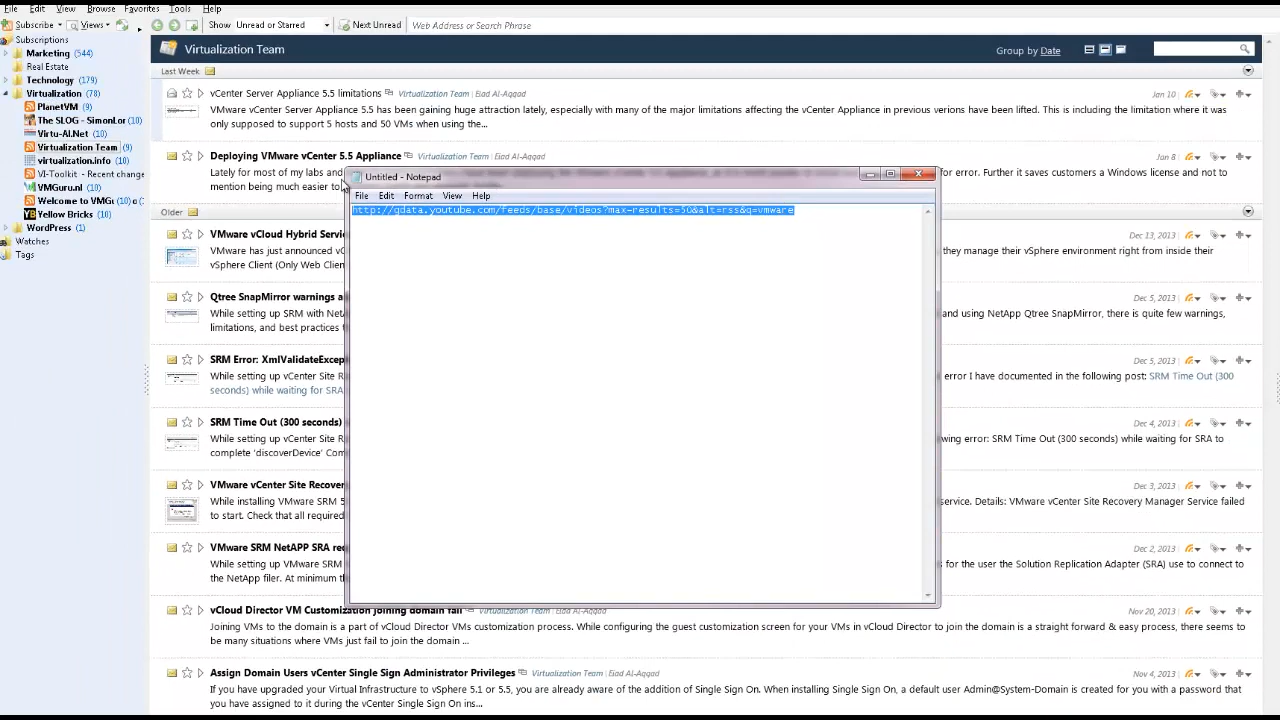 File Edit View Browse Favorites Tools Help
Subscribe Views Show Unread or Starred Next Unread Web Address or Search Phrase
Subscriptions
Marketing (544)
Real Estate
Technology (179)
Virtualization (78)
PlanetVM (9)
The SLOG - SimonLor (10)
Virtu-Al.Net (10)
Virtualization Team (9)
virtualization.info (10)
VI-Toolkit - Recent change
VMGuru.nl (10)
Welcome to VMGu (
Yellow Bricks (10)
WordPress (1)
Watches
Tags
Virtualization Team Group by Date
Last Week
vCenter Server Appliance 5.5 limitations Virtualization Team | Eiad Al-Aqqad Jan 10
VMware vCenter Server Appliance 5.5 has been gaining huge attraction lately, especially with many of the major limitations affecting the vCenter Appliance in previous verions have been lifted. This is including the limitation where it was
only supposed to support 5 hosts and 50 VMs when using the...
Deploying VMware vCenter 5.5 Appliance Virtualization Team | Eiad Al-Aqqad Jan 8
Lately for most of my labs and for error. Further it saves customers a Windows license and not to
mention being much easier to
Untitled - Notepad
File Edit Format View Help
http://gdata.youtube.com/feeds/base/videos?max-results=50&alt=rss&q=vmware
Older
VMware vCloud Hybrid Servi Dec 13, 2013
VMware has just announced vC they manage their vSphere environment right from inside their
vSphere Client (Only Web Client
Qtree SnapMirror warnings a Dec 5, 2013
While setting up SRM with NetA and using NetApp Qtree SnapMirror, there is quite few warnings,
limitations, and best practices t
SRM Error: XmlValidateExcep Dec 5, 2013
While setting up vCenter Site R error I have documented in the following post: SRM Time Out (300
seconds) while waiting for SRA
SRM Time Out (300 seconds) Dec 4, 2013
While setting up vCenter Site R wing error: SRM Time Out (300 seconds) while waiting for SRA to
complete 'discoverDevice' Com
VMware vCenter Site Recover Dec 3, 2013
While installing VMware SRM 5 service. Details: VMware vCenter Site Recovery Manager Service failed
to start. Check that all required
VMware SRM NetAPP SRA rec Dec 2, 2013
While setting up VMware SRM s for the user the Solution Replication Adapter (SRA) use to connect to
the NetApp filer. At minimum th
vCloud Director VM Customization joining domain fail Virtualization Team | Eiad Al-Aqqad Nov 20, 2013
Joining VMs to the domain is a part of vCloud Director VMs customization process. While configuring the guest customization screen for your VMs in vCloud Director to join the domain is a straight forward & easy process, there seems to
be many situations where VMs just fail to join the domain ...
Assign Domain Users vCenter Single Sign Administrator Privileges Virtualization Team | Eiad Al-Aqqad Nov 4, 2013
If you have upgraded your Virtual Infrastructure to vSphere 5.1 or 5.5, you are already aware of the addition of Single Sign On. When installing Single Sign On, a default user Admin@System-Domain is created for you with a password that
you have assigned to it during the vCenter Single Sign On ins...